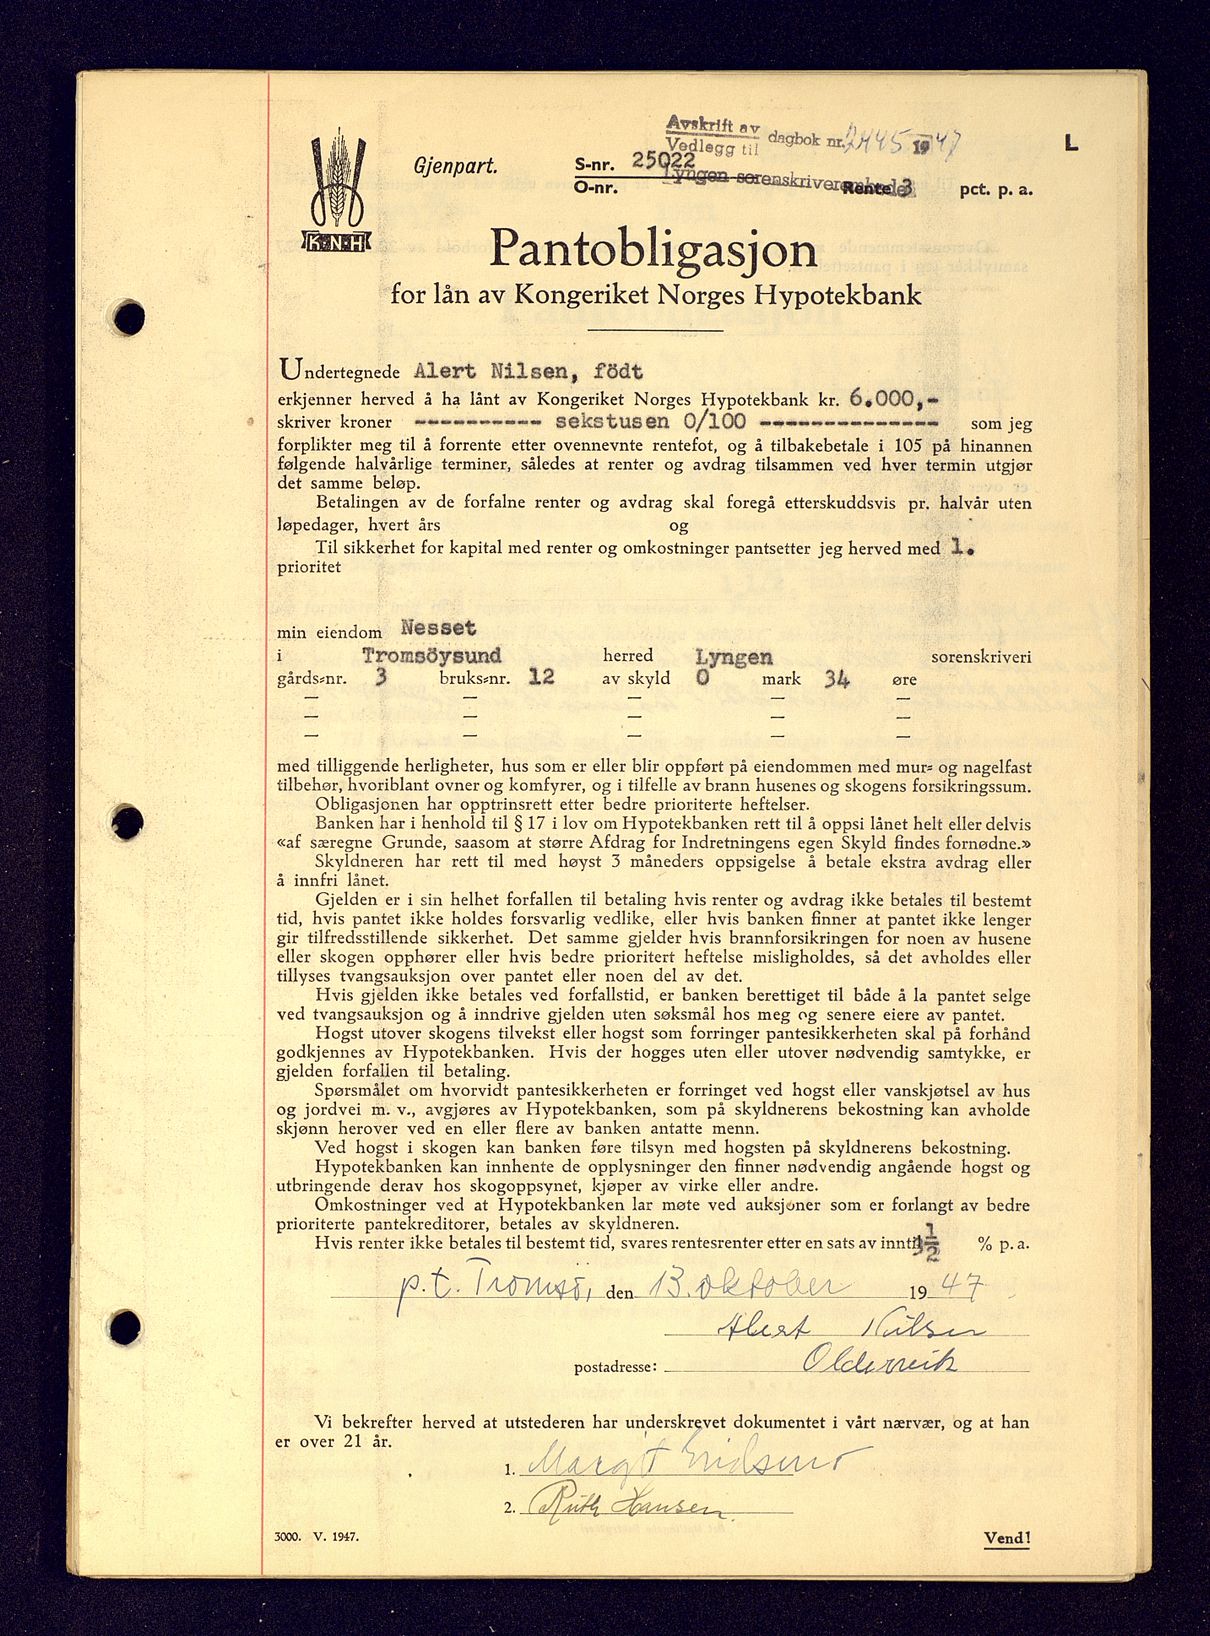 Avskrift av
Vedlegg til
dagbok nr. 2445 1947
Lyngen sorenskriverembede
L
K·N·H
Gjenpart.
S-nr. 25022
O-nr.
Rente 3 pct. p. a.
Pantobligasjon
for lån av Kongeriket Norges Hypotekbank
Undertegnede Alert Nilsen, födt
erkjenner herved å ha lånt av Kongeriket Norges Hypotekbank kr. 6.000,-
skriver kroner ---------- sekstusen 0/100 -------------- som jeg
forplikter meg til å forrente etter ovennevnte rentefot, og å tilbakebetale i 105 på hinannen
følgende halvårlige terminer, således at renter og avdrag tilsammen ved hver termin utgjør
det samme beløp.
Betalingen av de forfalne renter og avdrag skal foregå etterskuddsvis pr. halvår uten
løpedager, hvert års og
Til sikkerhet for kapital med renter og omkostninger pantsetter jeg herved med 1.
prioritet
min eiendom Nesset
i Tromsöysund herred Lyngen sorenskriveri
gårds-nr. 3 bruks-nr. 12 av skyld 0 mark 34 øre
— — — — —
— — — — —
— — — — —
med tilliggende herligheter, hus som er eller blir oppført på eiendommen med mur- og nagelfast
tilbehør, hvoriblant ovner og komfyrer, og i tilfelle av brann husenes og skogens forsikringssum.
Obligasjonen har opptrinsrett etter bedre prioriterte heftelser.
Banken har i henhold til § 17 i lov om Hypotekbanken rett til å oppsi lånet helt eller delvis
«af særegne Grunde, saasom at større Afdrag for Indretningens egen Skyld findes fornødne.»
Skyldneren har rett til med høyst 3 måneders oppsigelse å betale ekstra avdrag eller
å innfri lånet.
Gjelden er i sin helhet forfallen til betaling hvis renter og avdrag ikke betales til bestemt
tid, hvis pantet ikke holdes forsvarlig vedlike, eller hvis banken finner at pantet ikke lenger
gir tilfredsstillende sikkerhet. Det samme gjelder hvis brannforsikringen for noen av husene
eller skogen opphører eller hvis bedre prioritert heftelse misligholdes, så det avholdes eller
tillyses tvangsauksjon over pantet eller noen del av det.
Hvis gjelden ikke betales ved forfallstid, er banken berettiget til både å la pantet selge
ved tvangsauksjon og å inndrive gjelden uten søksmål hos meg og senere eiere av pantet.
Hogst utover skogens tilvekst eller hogst som forringer pantesikkerheten skal på forhånd
godkjennes av Hypotekbanken. Hvis der hogges uten eller utover nødvendig samtykke, er
gjelden forfallen til betaling.
Spørsmålet om hvorvidt pantesikkerheten er forringet ved hogst eller vanskjøtsel av hus
og jordvei m. v., avgjøres av Hypotekbanken, som på skyldnerens bekostning kan avholde
skjønn herover ved en eller flere av banken antatte menn.
Ved hogst i skogen kan banken føre tilsyn med hogsten på skyldnerens bekostning.
Hypotekbanken kan innhente de opplysninger den finner nødvendig angående hogst og
utbringende derav hos skogoppsynet, kjøper av virke eller andre.
Omkostninger ved at Hypotekbanken lar møte ved auksjoner som er forlangt av bedre
prioriterte pantekreditorer, betales av skyldneren.
Hvis renter ikke betales til bestemt tid, svares rentesrenter etter en sats av inntil 3 1/2 % p. a.
p.t. Tromsö, den 13. oktober 1947
Alert Nilsen
postadresse: Oldervik
Vi bekrefter herved at utstederen har underskrevet dokumentet i vårt nærvær, og at han
er over 21 år.
1. Margit
2. Ruth Hansen.
3000. V. 1947.
Vend!